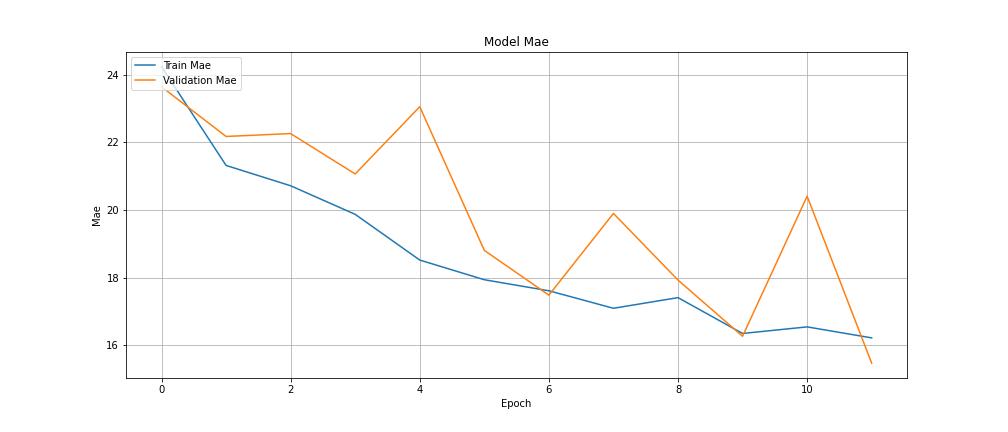 Model Mae
Train Mae
Validation Mae
Mae
24
22
20
18
16
0 2 4 6 8 10
Epoch